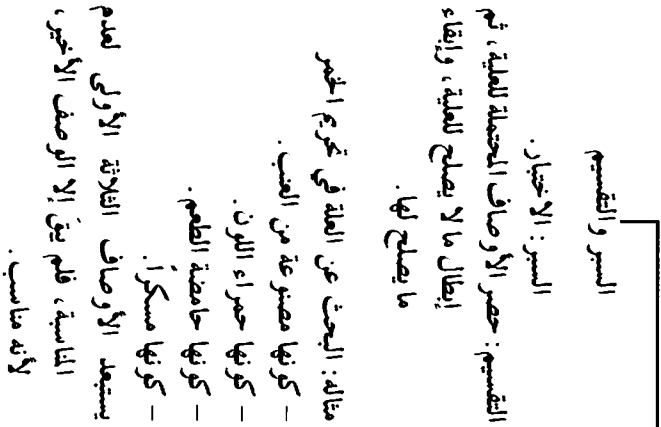 السبر والتقسيم
السبر: الاختبار.
التقسيم: حصر الأوصاف المحتملة للعلية، ثم
إبطال ما لا يصلح للعلية، وإبقاء
ما يصلح لها.
مثاله: البحث عن العلة في تحريم الخمر
– كونها مصنوعة من العنب.
– كونها حمراء اللون.
– كونها حامضة الطعم.
– كونها مسكراً.
يستبعد الأوصاف الثلاثة الأولى لعدم
المناسبة، فلم يبقَ إلا الوصف الأخير،
لأنه مناسب.